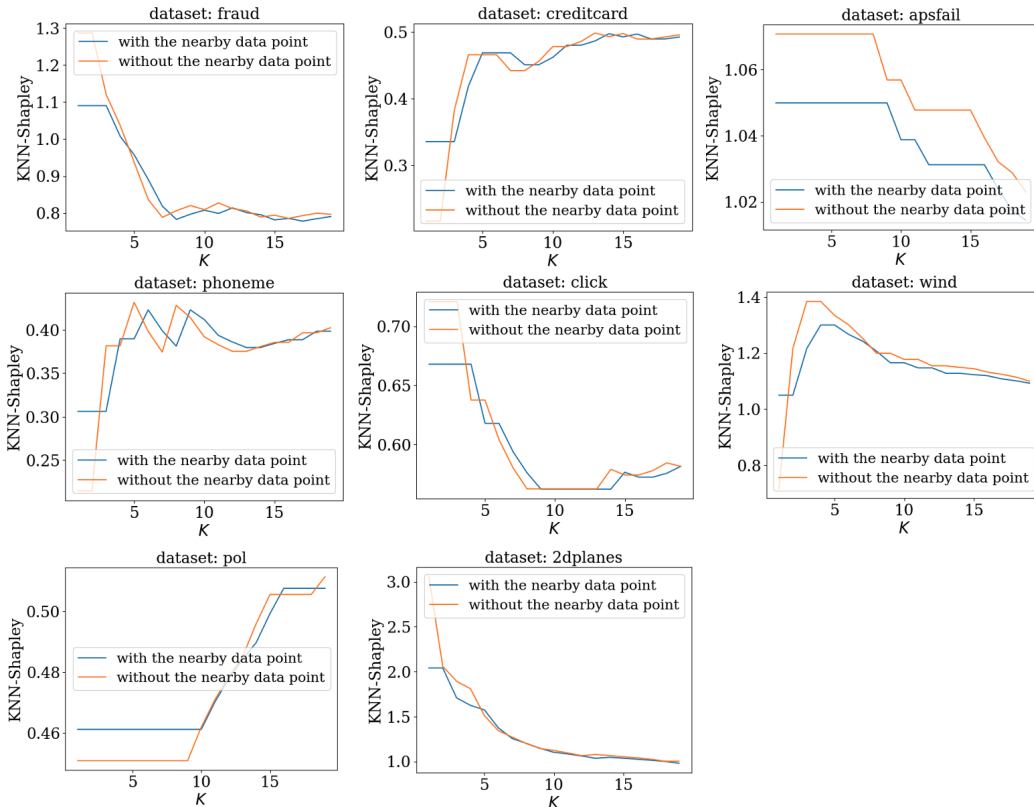 dataset: fraud
KNN-Shapley
1.3
1.2
1.1
1.0
0.9
0.8
0.7
with the nearby data point
without the nearby data point
5
10
15
K
dataset: creditcard
KNN-Shapley
0.5
0.4
0.3
with the nearby data point
without the nearby data point
5
10
15
K
dataset: apsfail
KNN-Shapley
1.06
1.04
1.02
with the nearby data point
without the nearby data point
5
10
15
K
dataset: phoneme
KNN-Shapley
0.40
0.35
0.30
0.25
with the nearby data point
without the nearby data point
5
10
15
K
dataset: click
KNN-Shapley
0.70
0.65
0.60
with the nearby data point
without the nearby data point
5
10
15
K
dataset: wind
KNN-Shapley
1.4
1.2
1.0
0.8
with the nearby data point
without the nearby data point
5
10
15
K
dataset: pol
KNN-Shapley
0.50
0.48
0.46
with the nearby data point
without the nearby data point
5
10
15
K
dataset: 2dplanes
KNN-Shapley
3.0
2.5
2.0
1.5
1.0
with the nearby data point
without the nearby data point
5
10
15
K